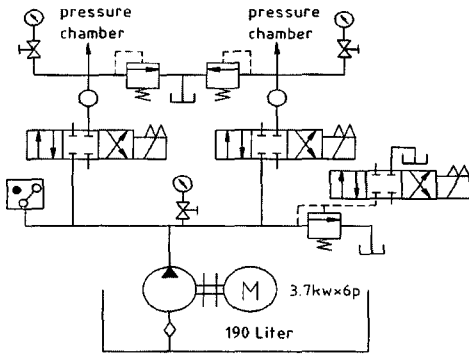 pressure
chamber
pressure
chamber
M
3.7kw×6p
190 Liter